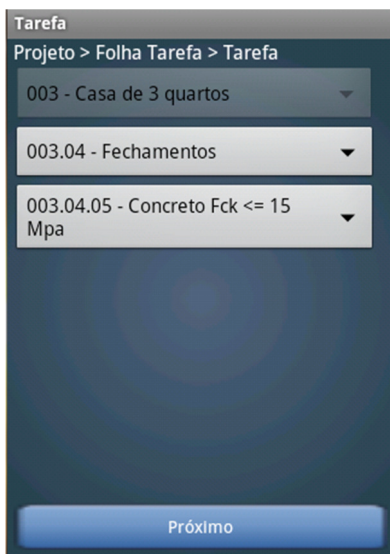 Tarefa
Projeto > Folha Tarefa > Tarefa
003 - Casa de 3 quartos
003.04 - Fechamentos
003.04.05 - Concreto Fck <= 15
Mpa
Próximo